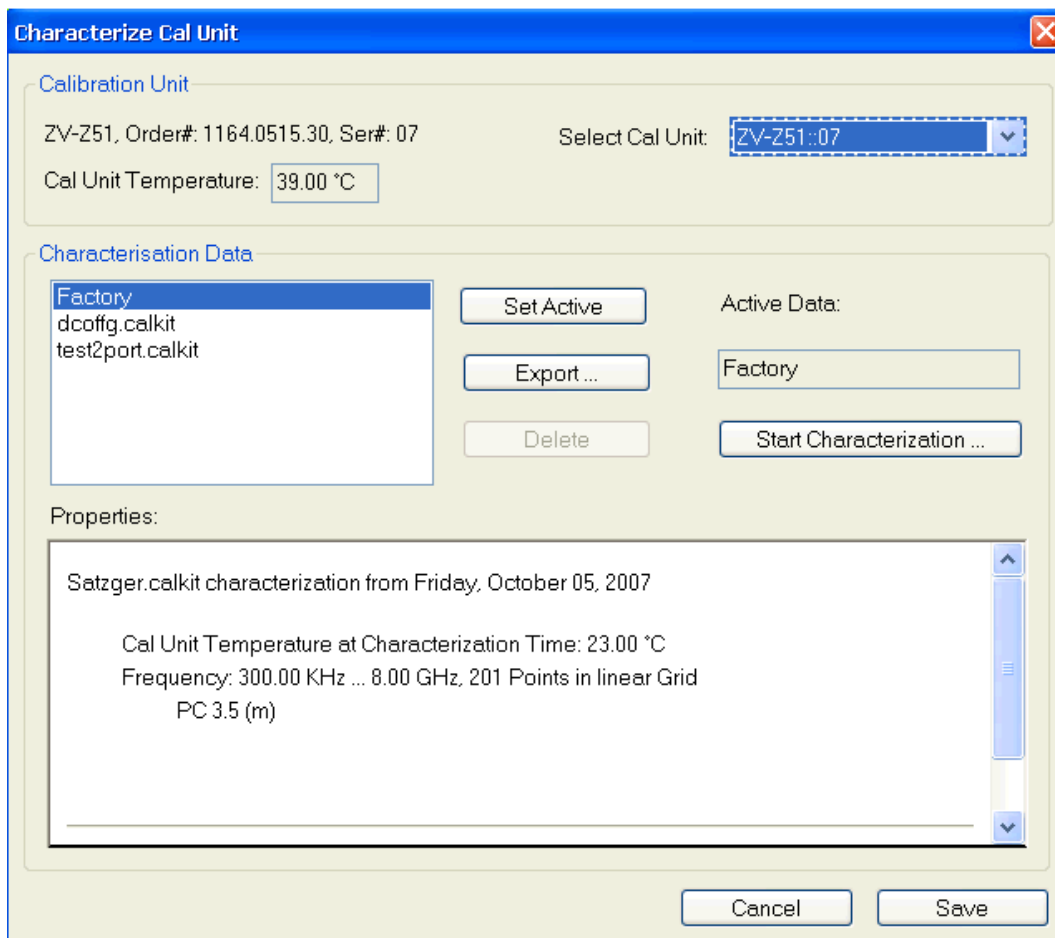 Characterize Cal Unit
Calibration Unit
ZV-Z51, Order#: 1164.0515.30, Ser#: 07
Select Cal Unit:
ZV-Z51::07
Cal Unit Temperature:
39.00 °C
Characterisation Data
Factory
dcoffg.calkit
test2port.calkit
Set Active
Export ...
Delete
Active Data:
Factory
Start Characterization ...
Properties:
Satzger.calkit characterization from Friday, October 05, 2007
Cal Unit Temperature at Characterization Time: 23.00 °C
Frequency: 300.00 KHz ... 8.00 GHz, 201 Points in linear Grid
PC 3.5 (m)
Cancel
Save